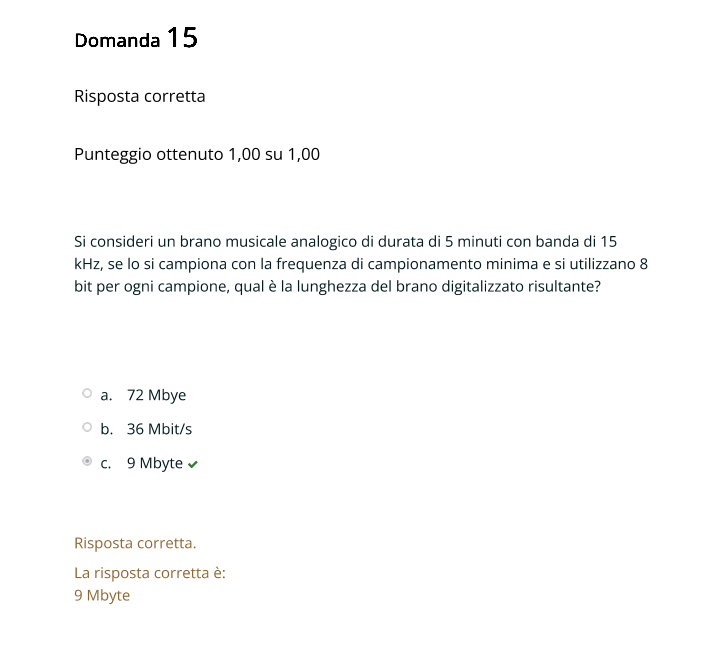 Domanda 15
Risposta corretta
Punteggio ottenuto 1,00 su 1,00
Si consideri un brano musicale analogico di durata di 5 minuti con banda di 15
kHz, se lo si campiona con la frequenza di campionamento minima e si utilizzano 8
bit per ogni campione, qual è la lunghezza del brano digitalizzato risultante?
a. 72 Mbye
b. 36 Mbit/s
c. 9 Mbyte
Risposta corretta.
La risposta corretta è:
9 Mbyte